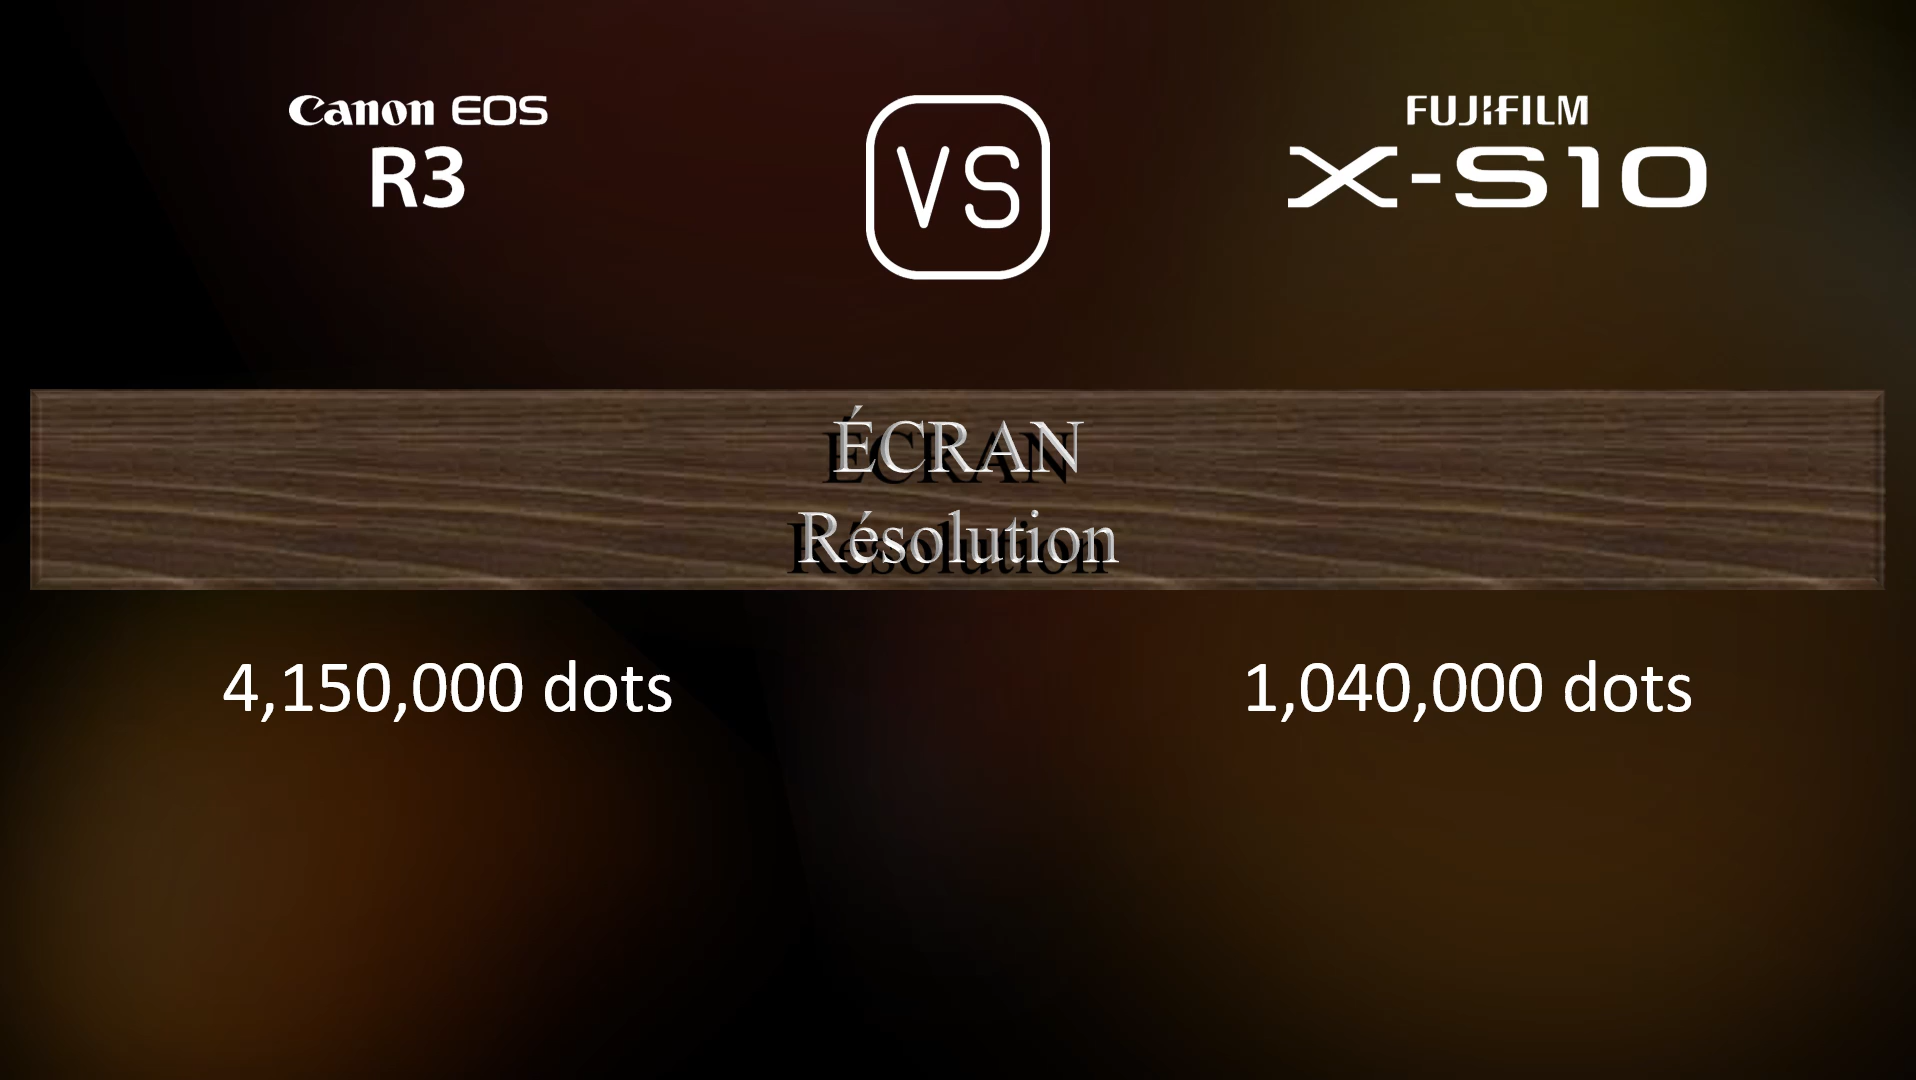 Canon EOS
R3
VS
FUJIFILM
X-S10
ÉCRAN
Résolution
4,150,000 dots
1,040,000 dots